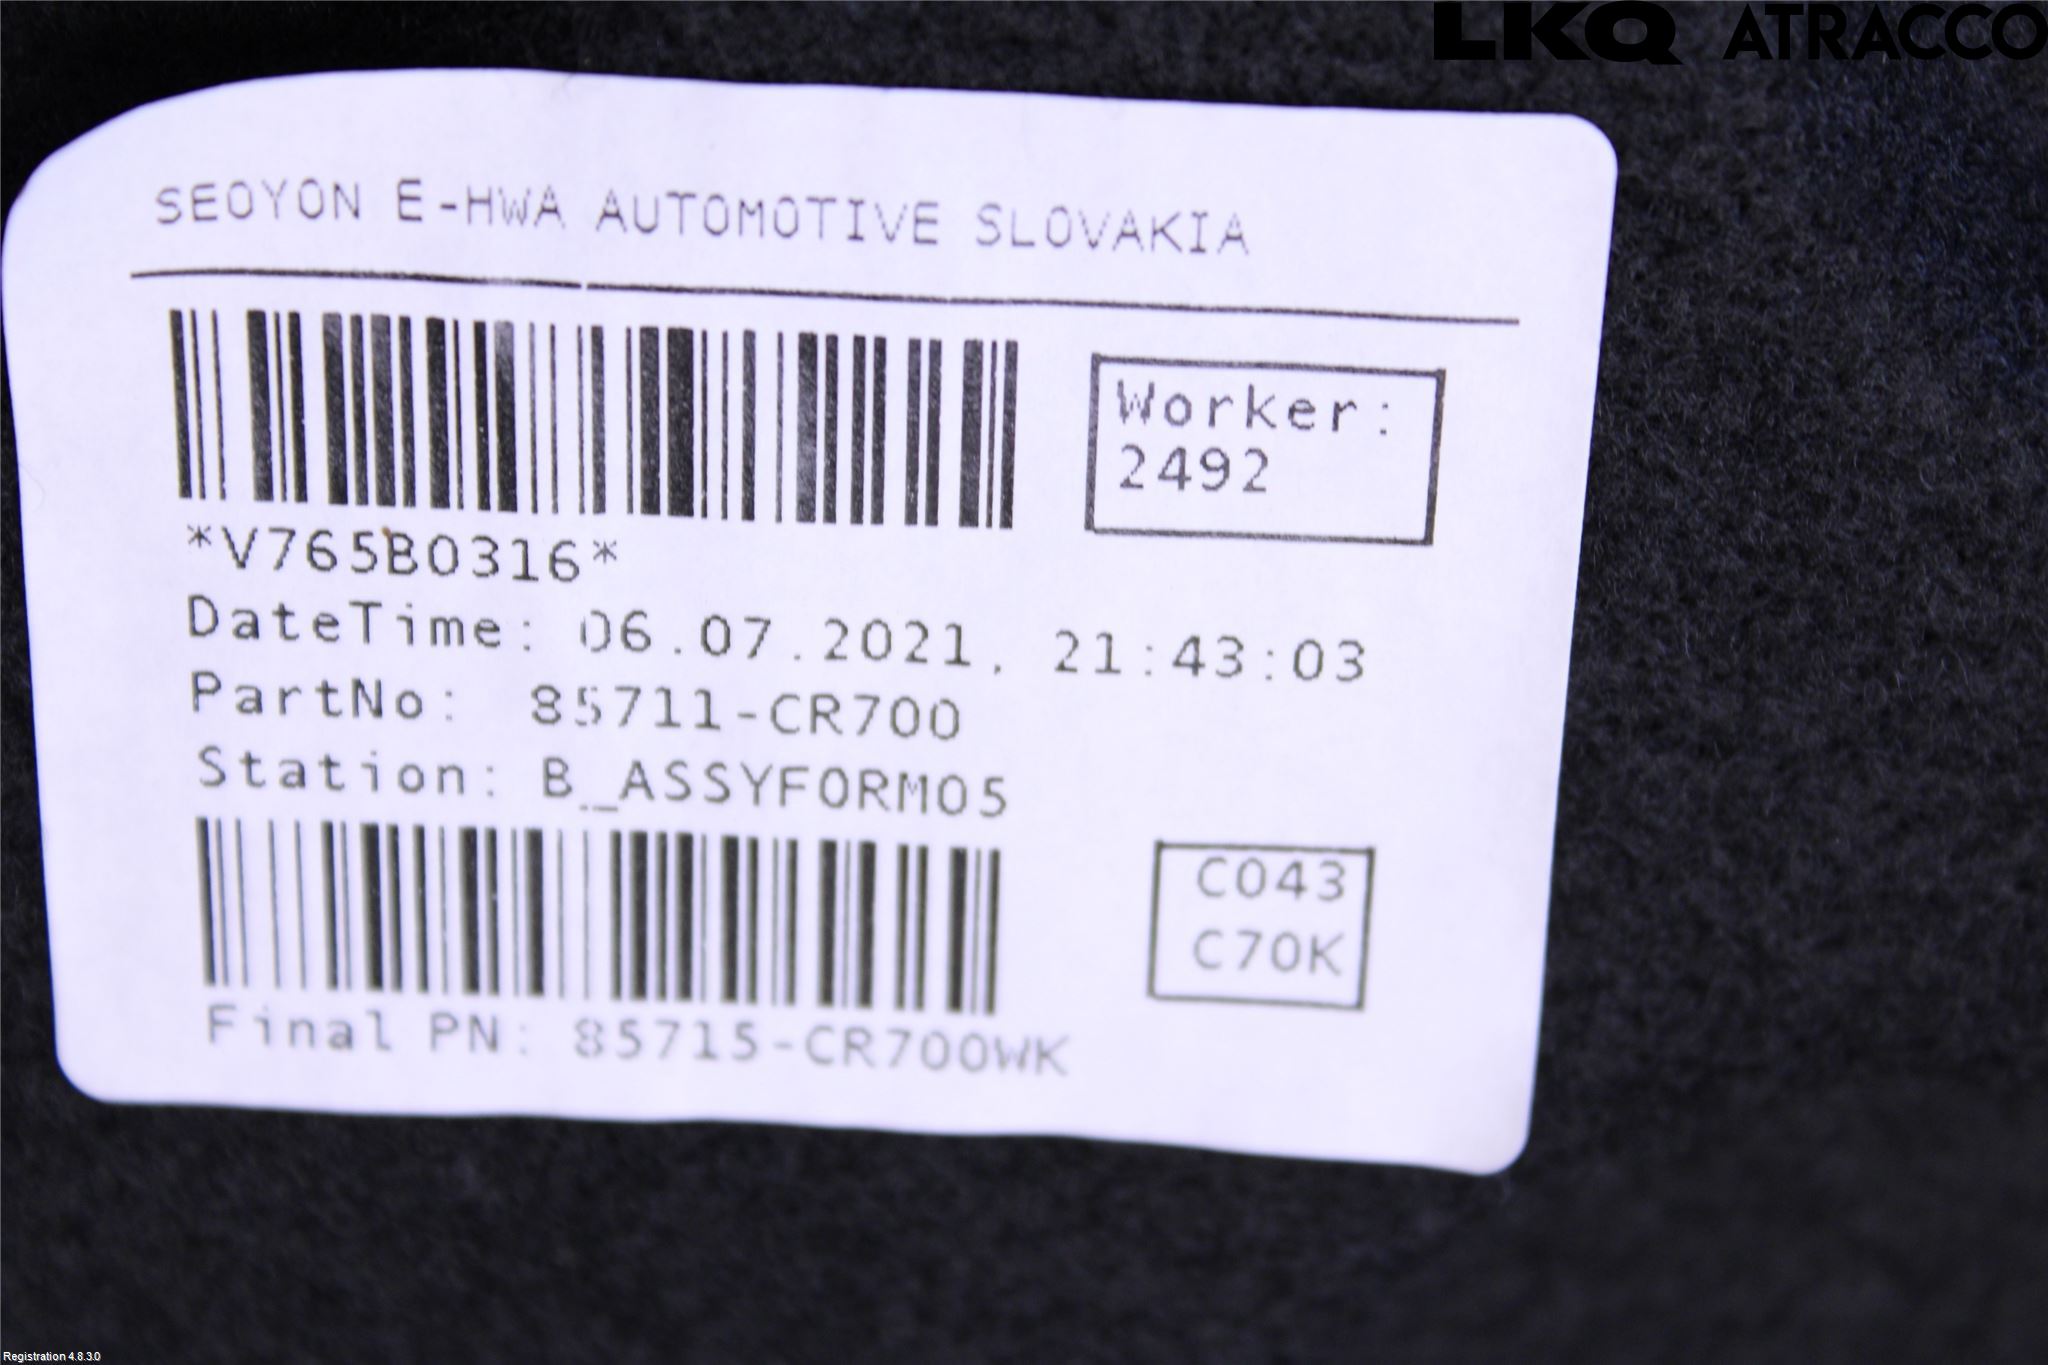 LKQ ATRACCO
SEOYON E-HWA AUTOMOTIVE SLOVAKIA
Worker:
2492
*V765B0316*
DateTime: 06.07.2021, 21:43:03
PartNo: 85711-CR700
Station: B_ASSYFORM05
C043
C70K
Final PN: 85715-CR700WK
Registration 4.8.3.0